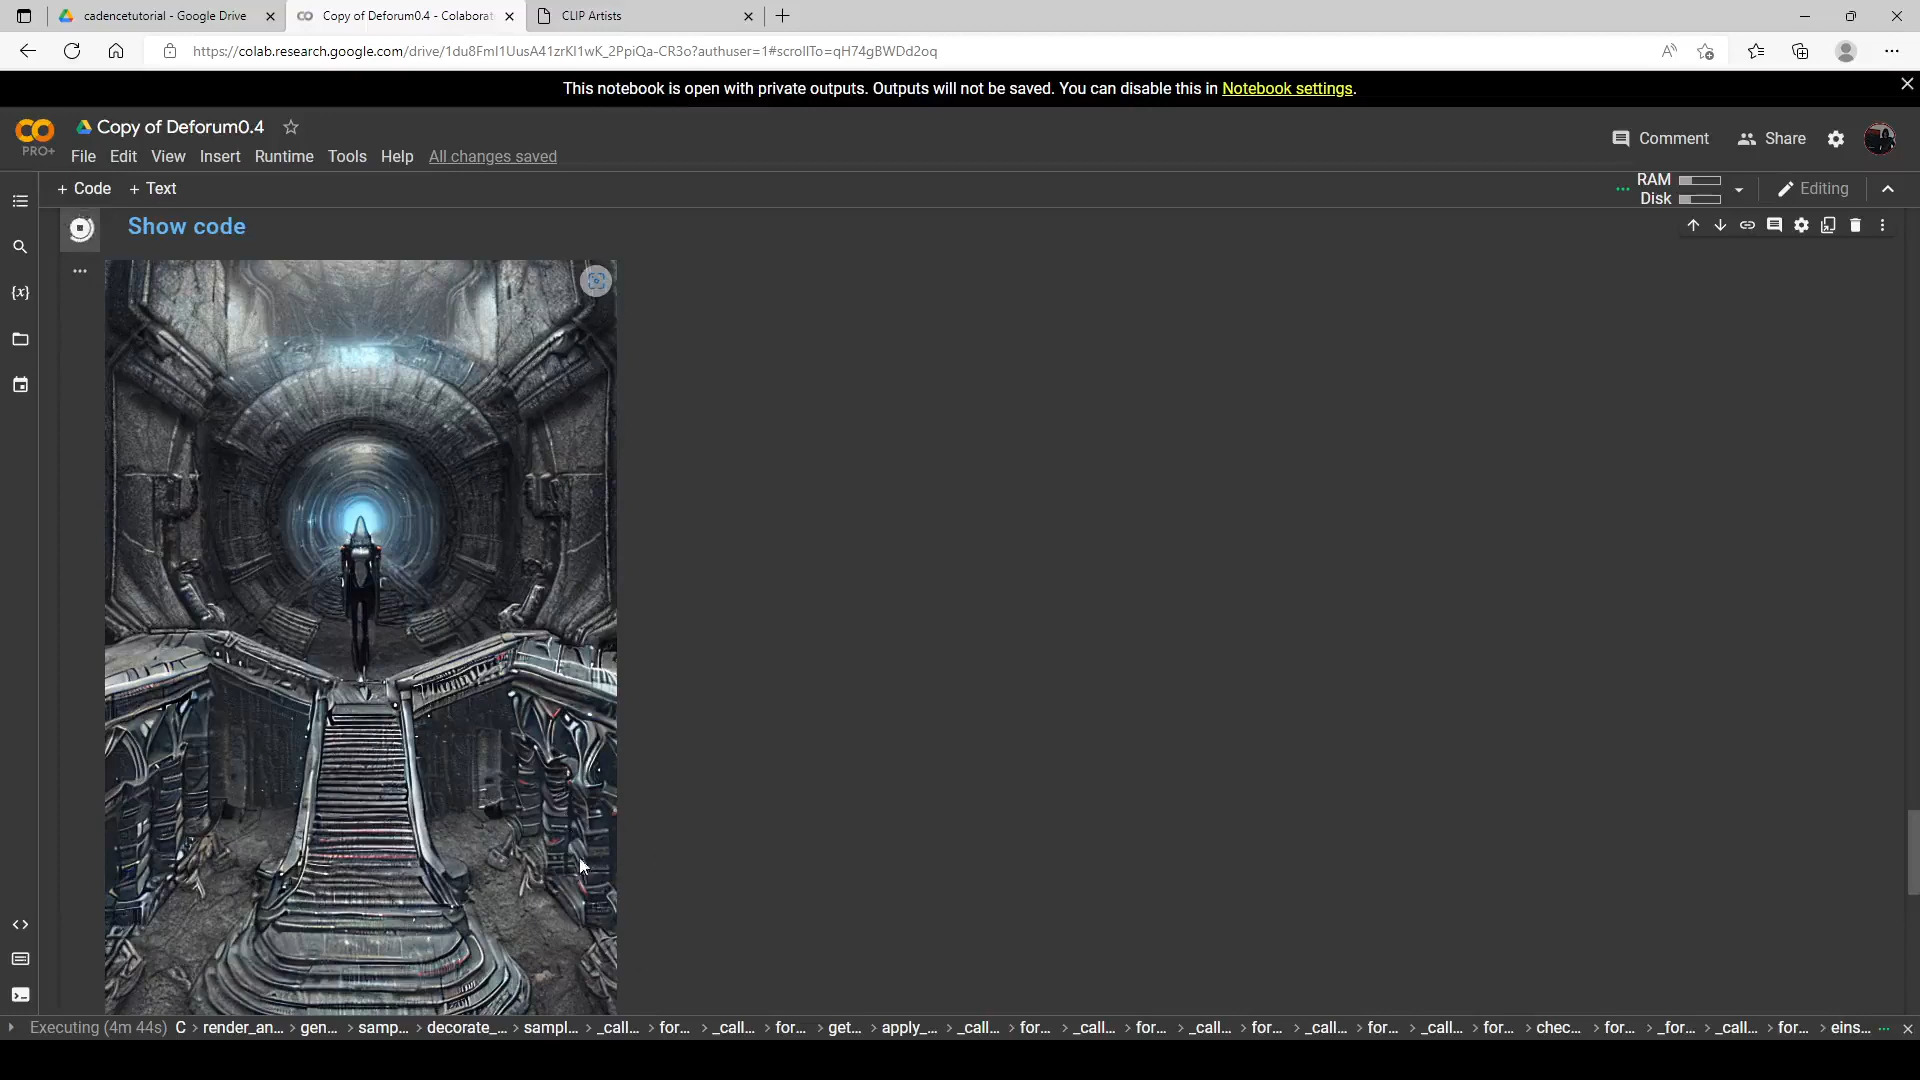 cadencetutorial - Google Drive
Copy of Deforum0.4 - Colaborat
CLIP Artists
https://colab.research.google.com/drive/1du8FmI1UusA41zrKI1wK_2PpiQa-CR3o?authuser=1#scrollTo=qH74gBWDd2oq
This notebook is open with private outputs. Outputs will not be saved. You can disable this in Notebook settings.
CO
PRO+
Copy of Deforum0.4
File Edit View Insert Runtime Tools Help All changes saved
Comment Share
+ Code + Text
RAM
Disk
Editing
Show code
{x}
Executing (4m 44s) C > render_an... > gen... > samp... > decorate_... > sampl... > _call... > for... > _call... > for... > get... > apply_... > _call... > for... > _call... > for... > _call... > for... > _call... > for... > _call... > for... > chec... > for... > _for... > _call... > for... > eins...